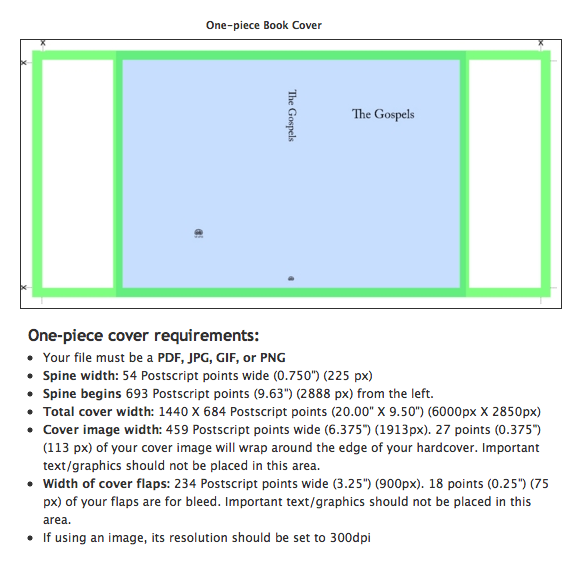 One-piece Book Cover
x x
x
The Gospels
The Gospels
x
One-piece cover requirements:
• Your file must be a PDF, JPG, GIF, or PNG
• Spine width: 54 Postscript points wide (0.750") (225 px)
• Spine begins 693 Postscript points (9.63") (2888 px) from the left.
• Total cover width: 1440 X 684 Postscript points (20.00" X 9.50") (6000px X 2850px)
• Cover image width: 459 Postscript points wide (6.375") (1913px). 27 points (0.375")
(113 px) of your cover image will wrap around the edge of your hardcover. Important
text/graphics should not be placed in this area.
• Width of cover flaps: 234 Postscript points wide (3.25") (900px). 18 points (0.25") (75
px) of your flaps are for bleed. Important text/graphics should not be placed in this
area.
• If using an image, its resolution should be set to 300dpi